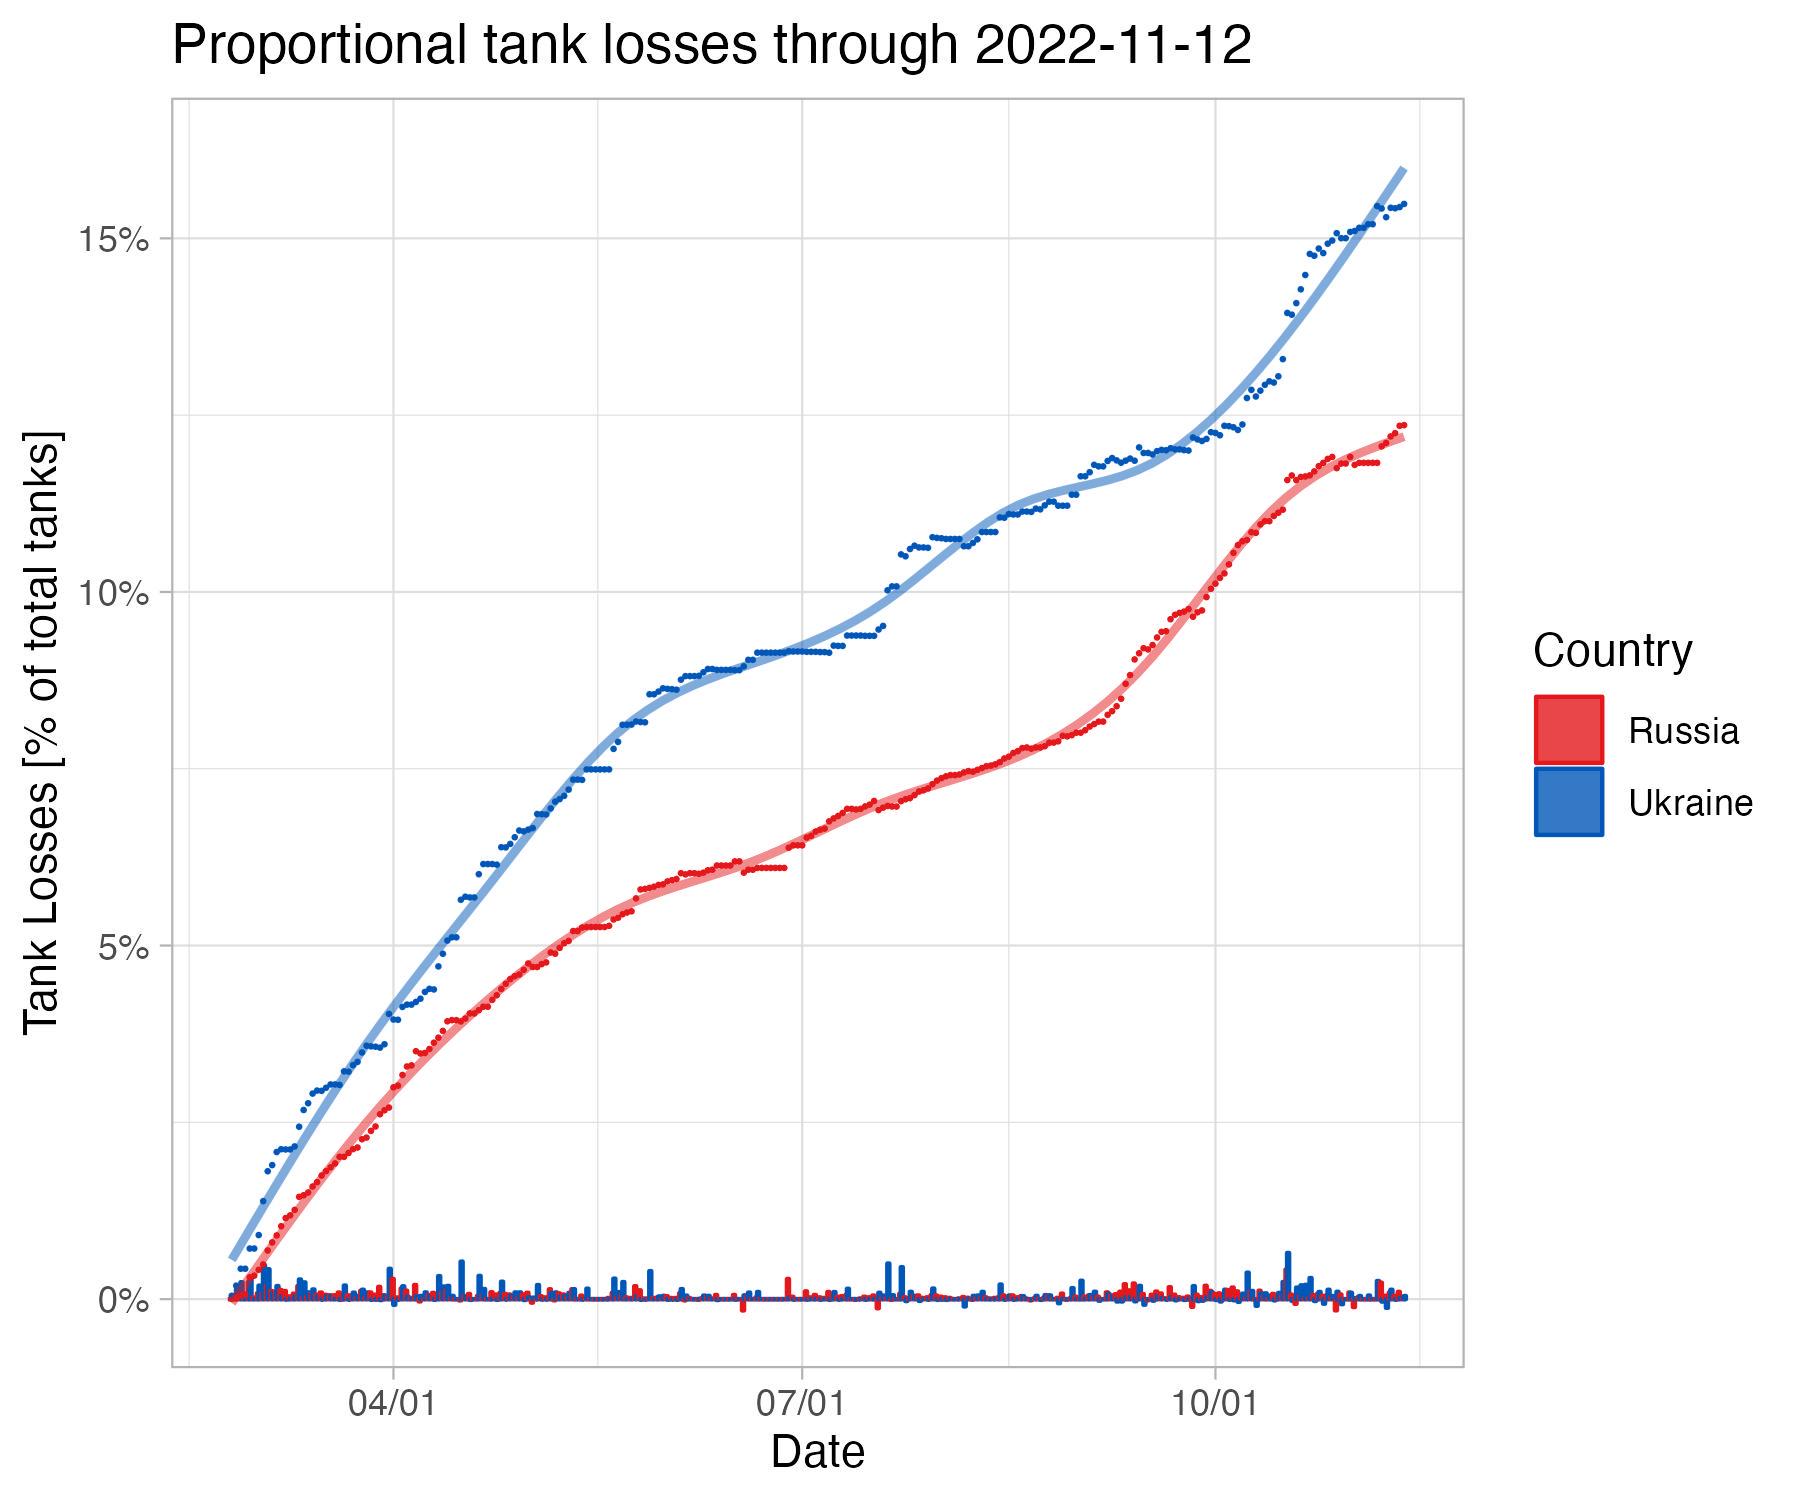 Proportional tank losses through 2022-11-12
Tank Losses [% of total tanks]
15%
10%
5%
0%
04/01
07/01
10/01
Date
Country
Russia
Ukraine